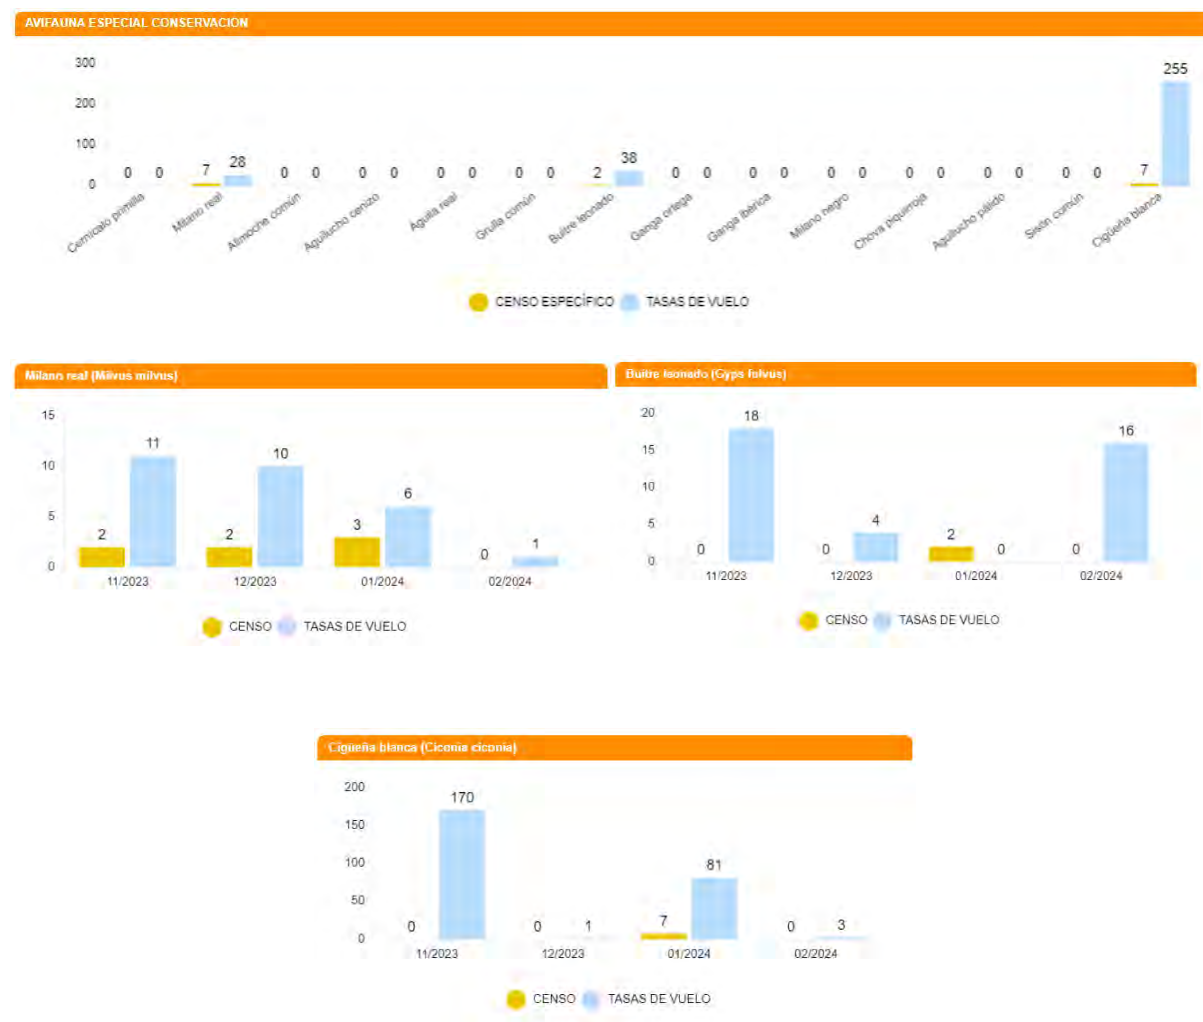 AVIFAUNA ESPECIAL CONSERVACIÓN
300
255
200
100
0 0 7 28 0 0 0 0 0 0 0 0 2 38 0 0 0 0 0 0 0 0 0 0 0 0 7
0
Cernícalo primilla Milano real Alimoche común Aguilucho cenizo Águila real Grulla común Buitre leonado Ganga ortega Ganga ibérica Milano negro Chova piquirroja Aguilucho pálido Sisón común Cigüeña blanca
CENSO ESPECÍFICO TASAS DE VUELO
Milano real (Milvus milvus)
15
11
10
10
6
5
3
2 2
0 1
0
11/2023 12/2023 01/2024 02/2024
CENSO TASAS DE VUELO
Buitre leonado (Gyps fulvus)
20
18
16
15
10
5
4
2
0 0 0 0
0
11/2023 12/2023 01/2024 02/2024
CENSO TASAS DE VUELO
Cigüeña blanca (Ciconia ciconia)
200
170
150
100
81
50
0 0 1 7 0 3
0
11/2023 12/2023 01/2024 02/2024
CENSO TASAS DE VUELO